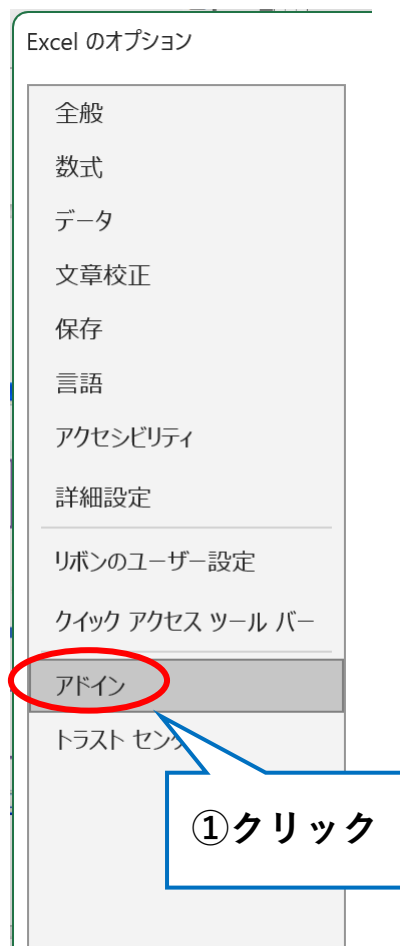 Excel のオプション
全般
数式
データ
文章校正
保存
言語
アクセシビリティ
詳細設定
リボンのユーザー設定
クイック アクセス ツール バー
アドイン
トラスト セン
①クリック